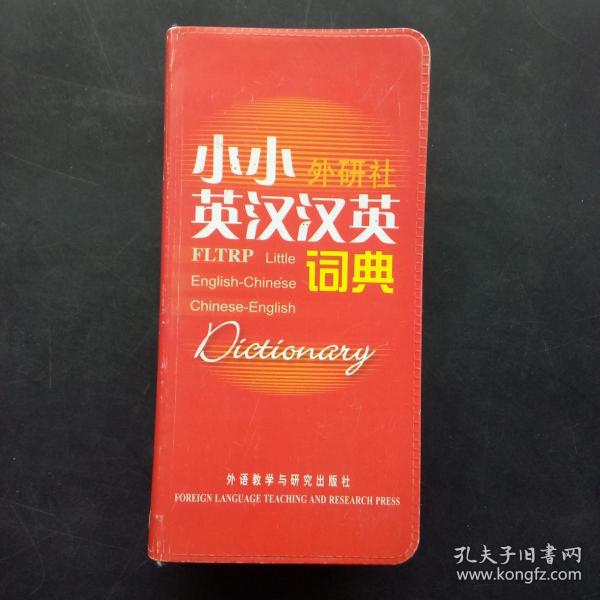 小小 外研社
英汉汉英
FLTRP Little
English-Chinese
Chinese-English
词典
Dictionary
外语教学与研究出版社
FOREIGN LANGUAGE TEACHING AND RESEARCH PRESS
孔夫子旧书网
www.kongfz.com